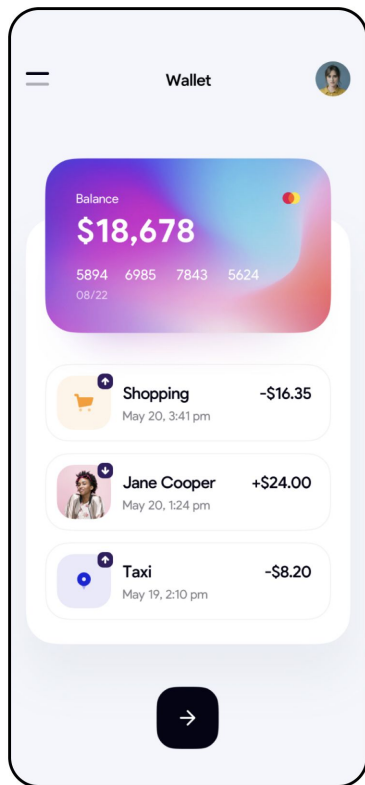 Wallet
Balance
$18,678
5894 6985 7843 5624
08/22
Shopping -$16.35
May 20, 3:41 pm
Jane Cooper +$24.00
May 20, 1:24 pm
Taxi -$8.20
May 19, 2:10 pm